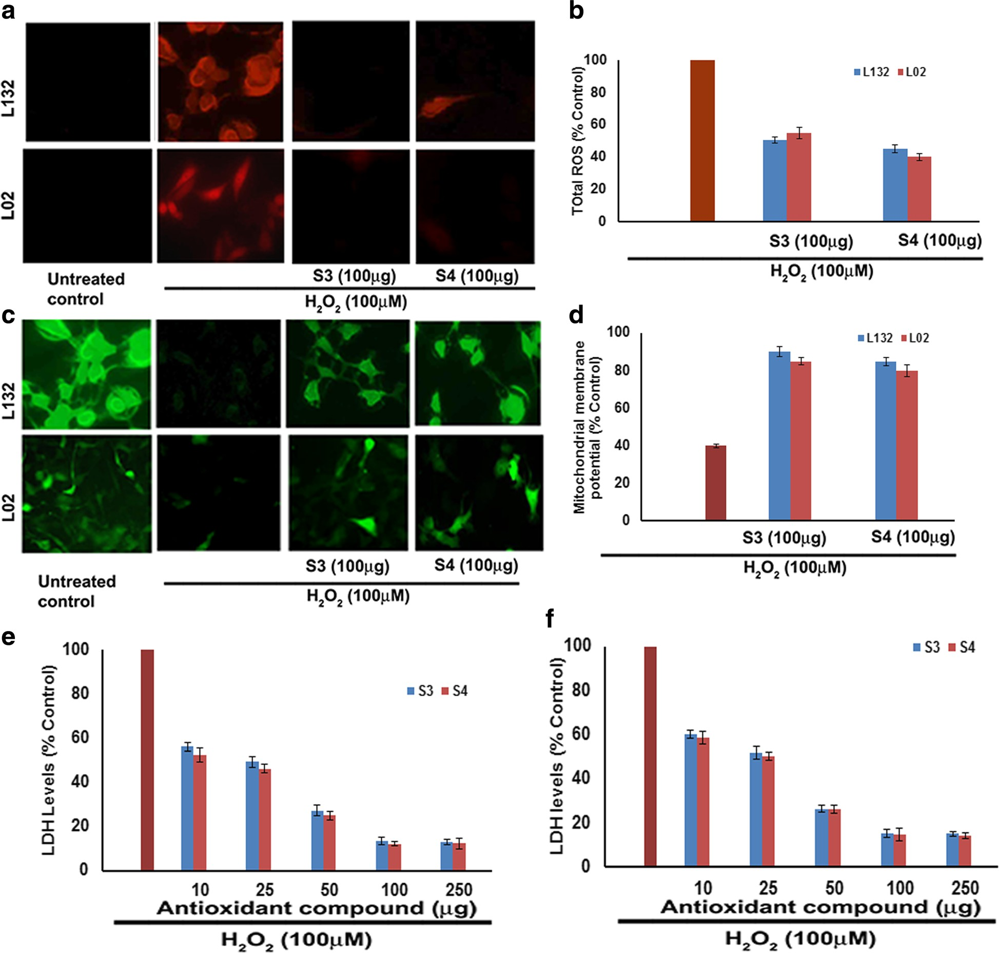 a
L132
L02
Untreated
control
S3 (100μg)
S4 (100μg)
H₂O₂ (100μM)
b
TOtal ROS (% Control)
100
80
60
40
20
0
L132
L02
S3 (100μg)
S4 (100μg)
H₂O₂ (100μM)
c
L132
L02
Untreated
control
S3 (100μg)
S4 (100μg)
H₂O₂ (100μM)
d
Mitochondrial membrane
potential (% Control)
100
80
60
40
20
0
L132
L02
S3 (100μg)
S4 (100μg)
H₂O₂ (100μM)
e
LDH Levels (% Control)
100
80
60
40
20
0
S3
S4
10 25 50 100 250
Antioxidant compound (μg)
H₂O₂ (100μM)
f
LDH levels (% Control)
100
80
60
40
20
0
S3
S4
10 25 50 100 250
Antioxidant compound (μg)
H₂O₂ (100μM)